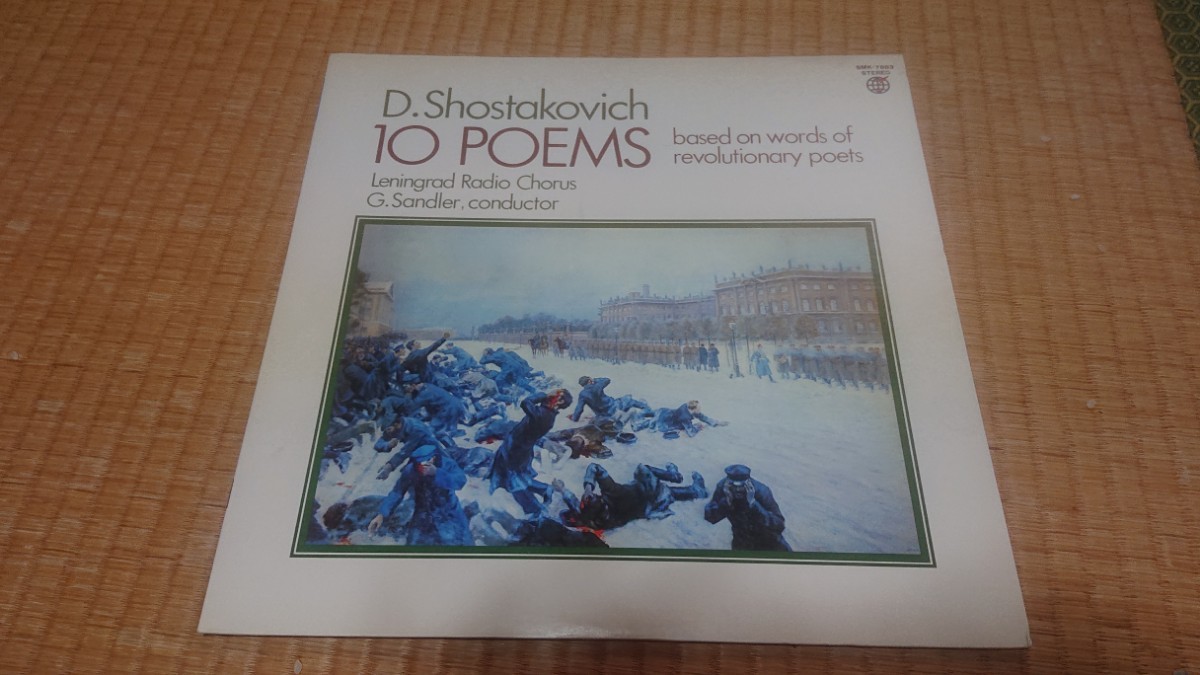 STEREO
D.Shostakovich
10 POEMS
based on words of
revolutionary poets
Leningrad Radio Chorus
G.Sandler, conductor